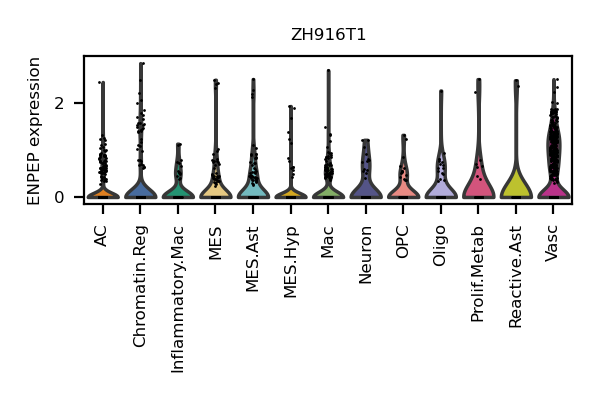 ZH916T1
ENPEP expression
2
0
AC
Chromatin.Reg
Inflammatory.Mac
MES
MES.Ast
MES.Hyp
Mac
Neuron
OPC
Oligo
Prolif.Metab
Reactive.Ast
Vasc